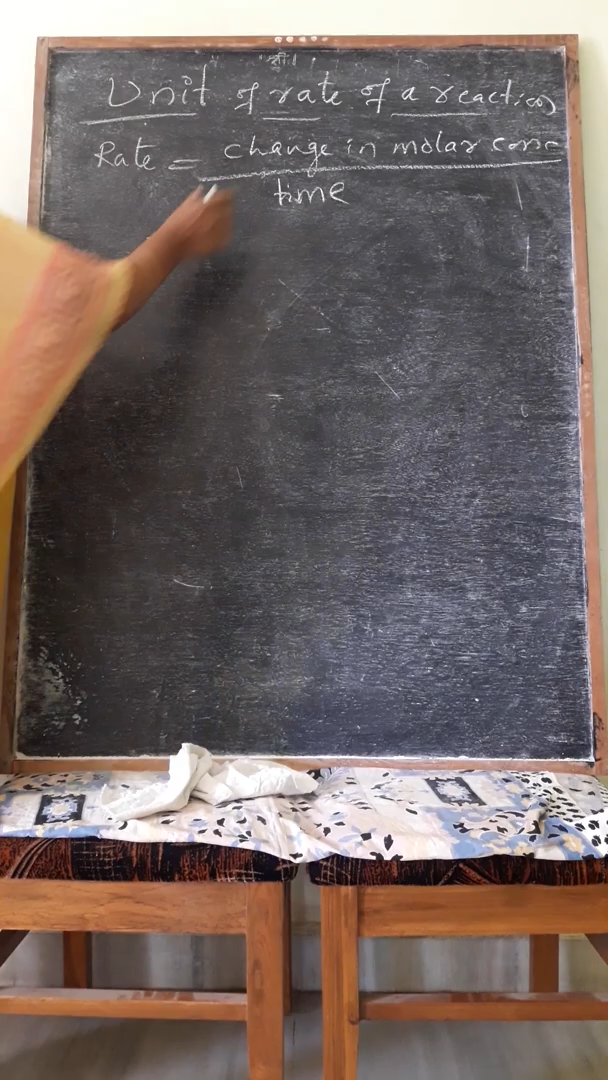 श्री
Unit of rate of a reaction
Rate = change in molar conc
time